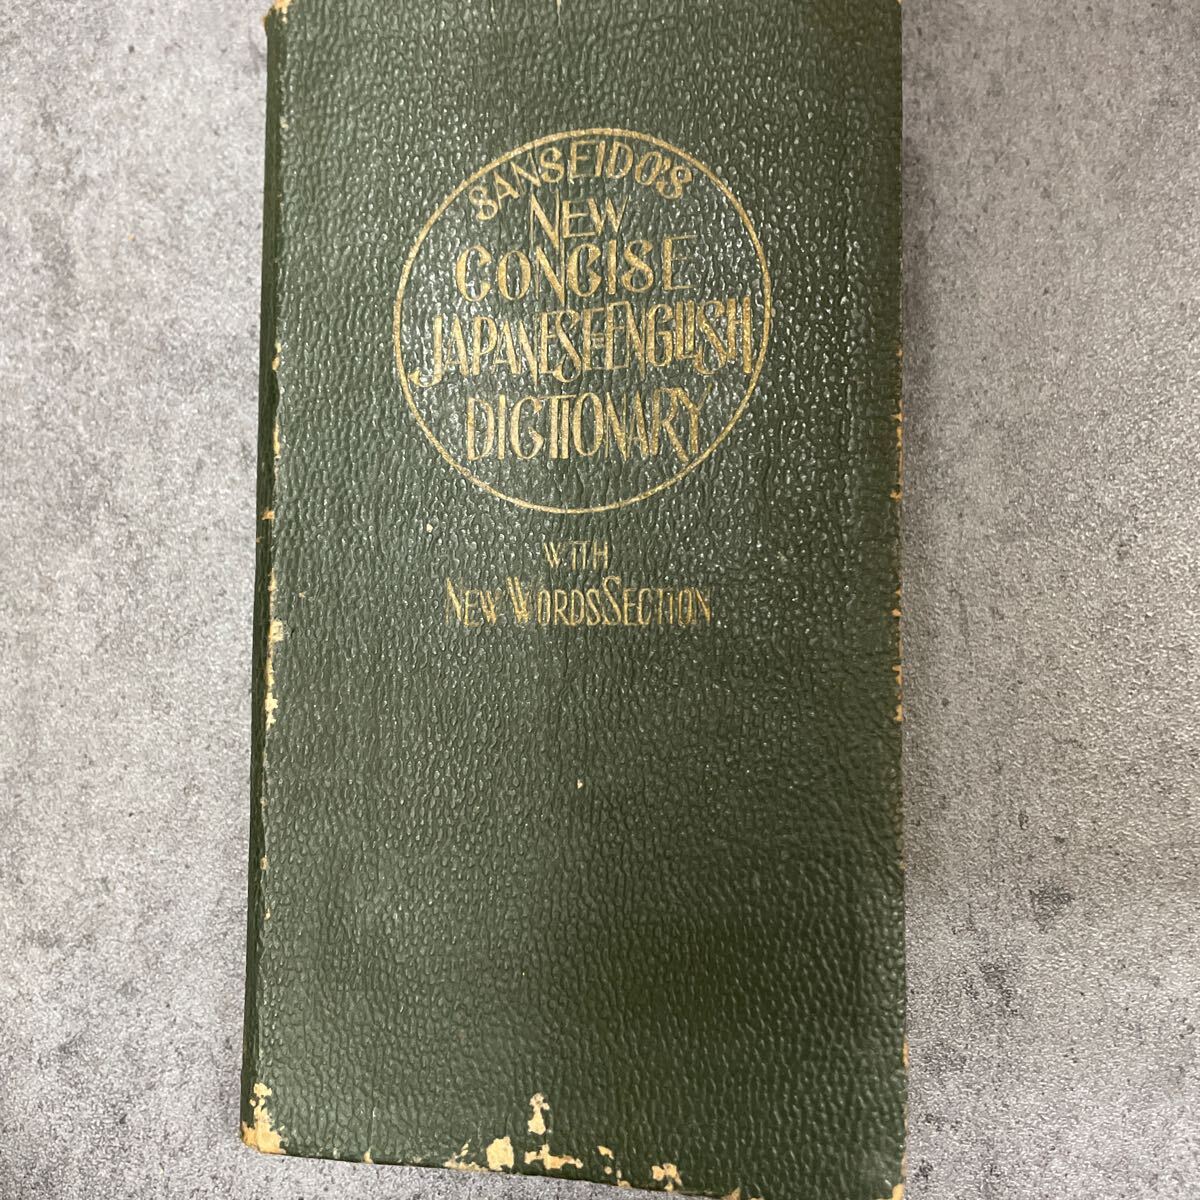 SANSEIDO'S
NEW
CONCISE
JAPANESE=ENGLISH
DICTIONARY
WITH
NEW WORDS SECTION